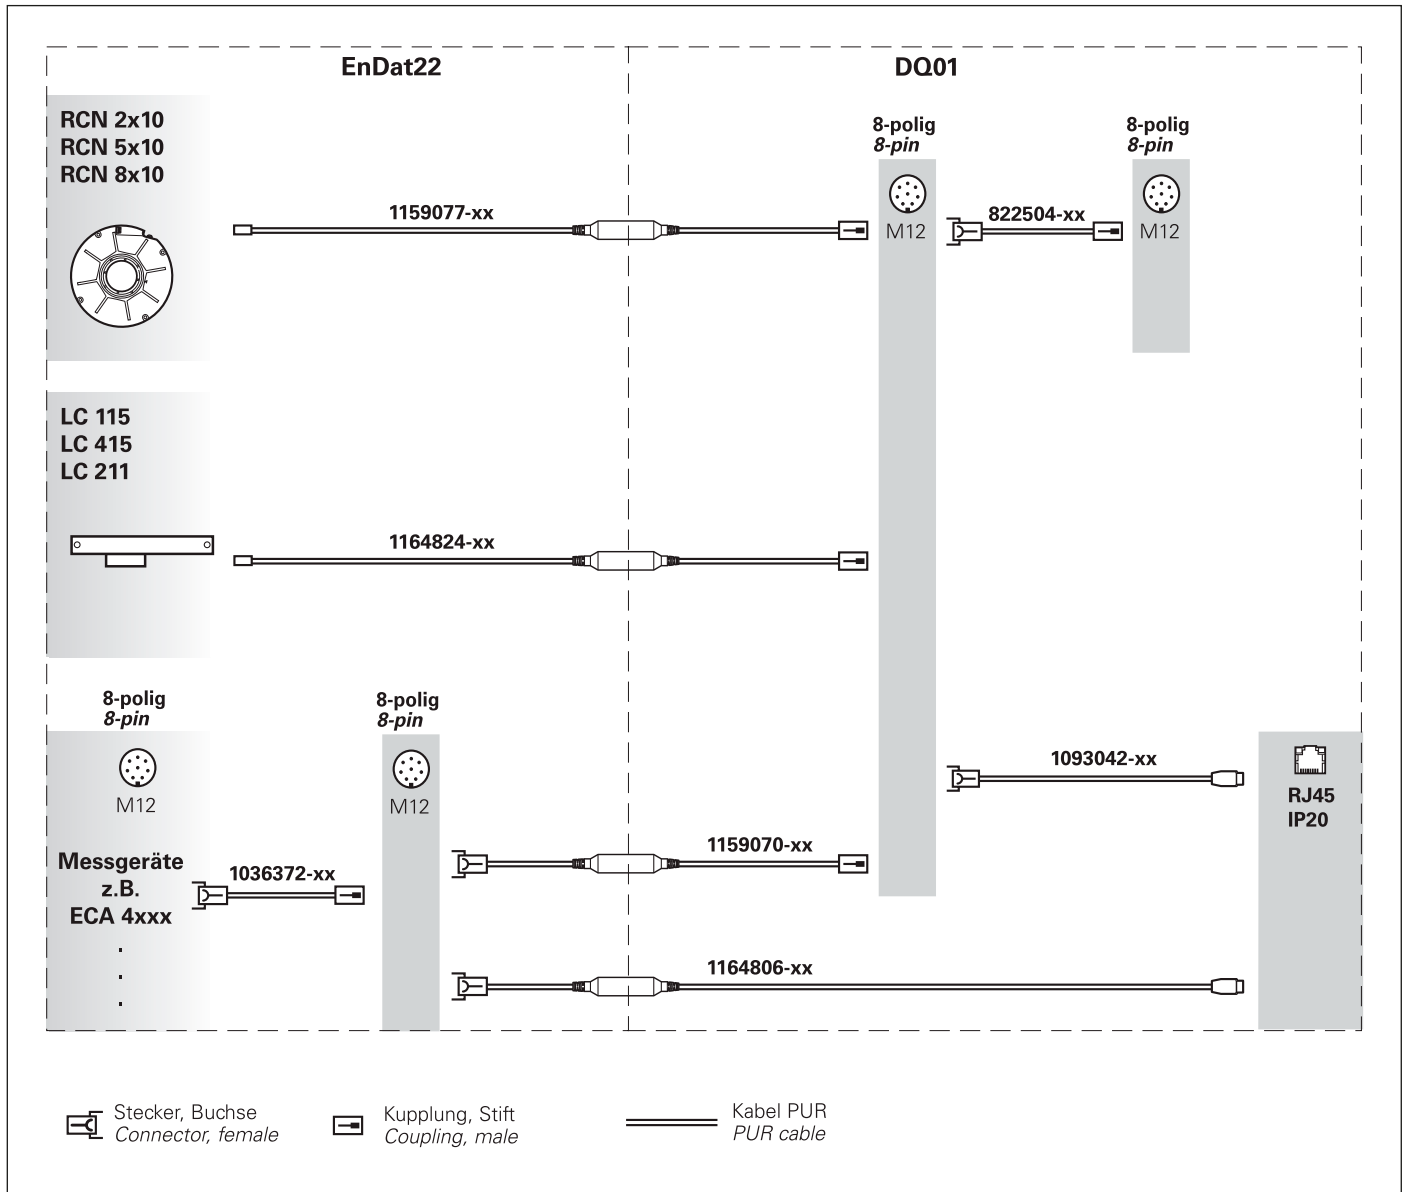 EnDat22
DQ01
RCN 2x10
RCN 5x10
RCN 8x10
8-polig
8-pin
M12
8-polig
8-pin
M12
1159077-xx
822504-xx
LC 115
LC 415
LC 211
1164824-xx
8-polig
8-pin
M12
8-polig
8-pin
M12
1093042-xx
RJ45
IP20
Messgeräte
z.B.
ECA 4xxx
.
.
.
1036372-xx
1159070-xx
1164806-xx
Stecker, Buchse
Connector, female
Kupplung, Stift
Coupling, male
Kabel PUR
PUR cable